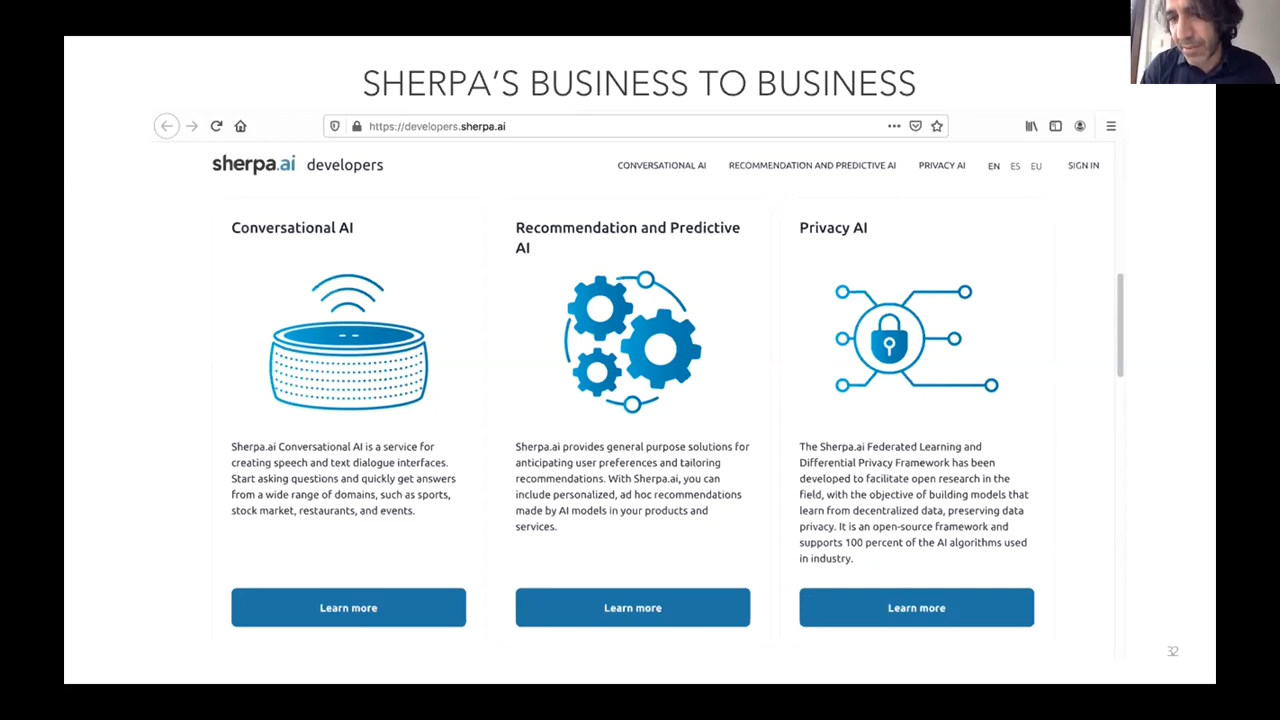 SHERPA'S BUSINESS TO BUSINESS
https://developers.sherpa.ai
sherpa.ai developers
CONVERSATIONAL AI RECOMMENDATION AND PREDICTIVE AI PRIVACY AI EN ES EU SIGN IN
Conversational AI
Sherpa.ai Conversational AI is a service for
creating speech and text dialogue interfaces.
Start asking questions and quickly get answers
from a wide range of domains, such as sports,
stock market, restaurants, and events.
Learn more
Recommendation and Predictive
AI
Sherpa.ai provides general purpose solutions for
anticipating user preferences and tailoring
recommendations. With Sherpa.ai, you can
include personalized, ad hoc recommendations
made by AI models in your products and
services.
Learn more
Privacy AI
The Sherpa.ai Federated Learning and
Differential Privacy Framework has been
developed to facilitate open research in the
field, with the objective of building models that
learn from decentralized data, preserving data
privacy. It is an open-source framework and
supports 100 percent of the AI algorithms used
in industry.
Learn more
32